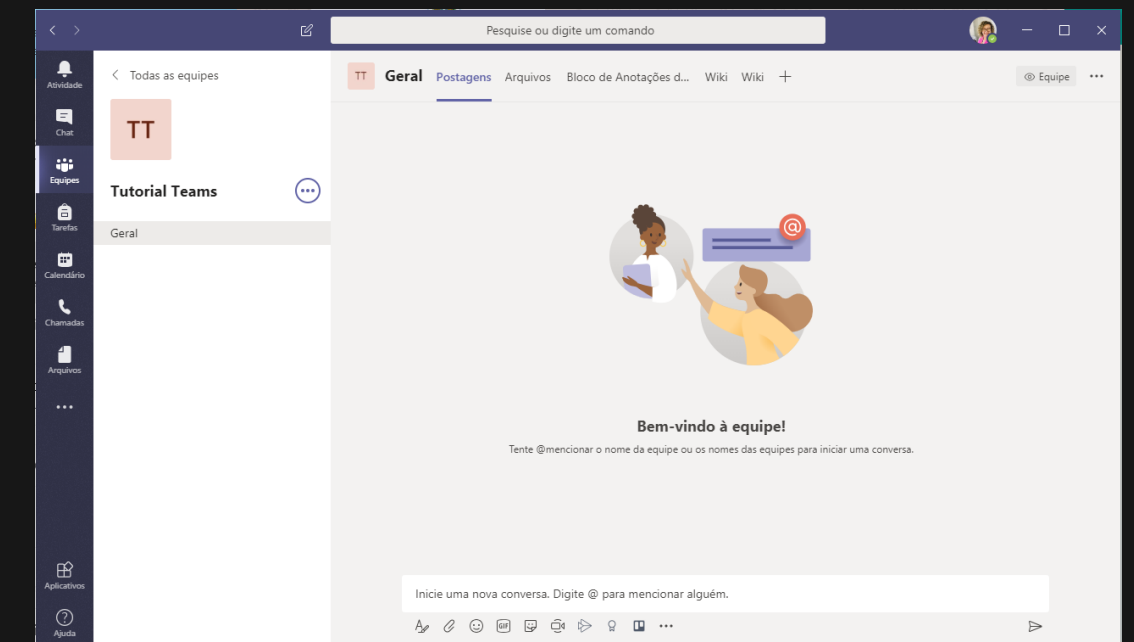 Pesquise ou digite um comando
Atividade
Chat
Equipes
Tarefas
Calendário
Chamadas
Arquivos
Aplicativos
Ajuda
Todas as equipes
TT
Tutorial Teams
Geral
TT Geral Postagens Arquivos Bloco de Anotações d... Wiki Wiki
Equipe
@
Bem-vindo à equipe!
Tente @mencionar o nome da equipe ou os nomes das equipes para iniciar uma conversa.
Inicie uma nova conversa. Digite @ para mencionar alguém.
GIF